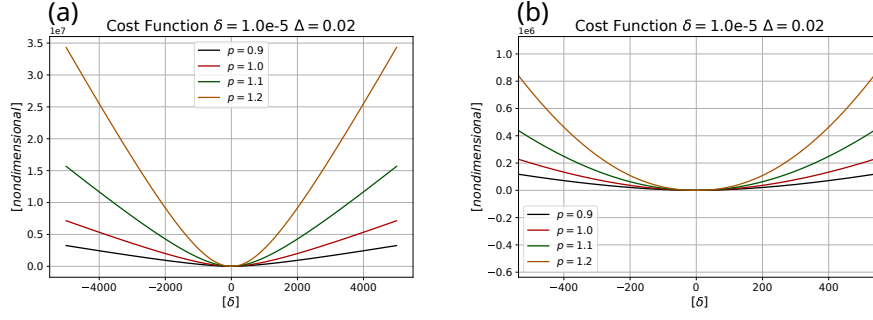 (a)
Cost Function δ = 1.0e-5 Δ = 0.02
1e7
3.5
3.0
2.5
2.0
1.5
1.0
0.5
0.0
[nondimensional]
p = 0.9
p = 1.0
p = 1.1
p = 1.2
−4000 −2000 0 2000 4000
[δ]
(b)
Cost Function δ = 1.0e-5 Δ = 0.02
1e6
1.0
0.8
0.6
0.4
0.2
0.0
−0.2
−0.4
−0.6
[nondimensional]
p = 0.9
p = 1.0
p = 1.1
p = 1.2
−400 −200 0 200 400
[δ]